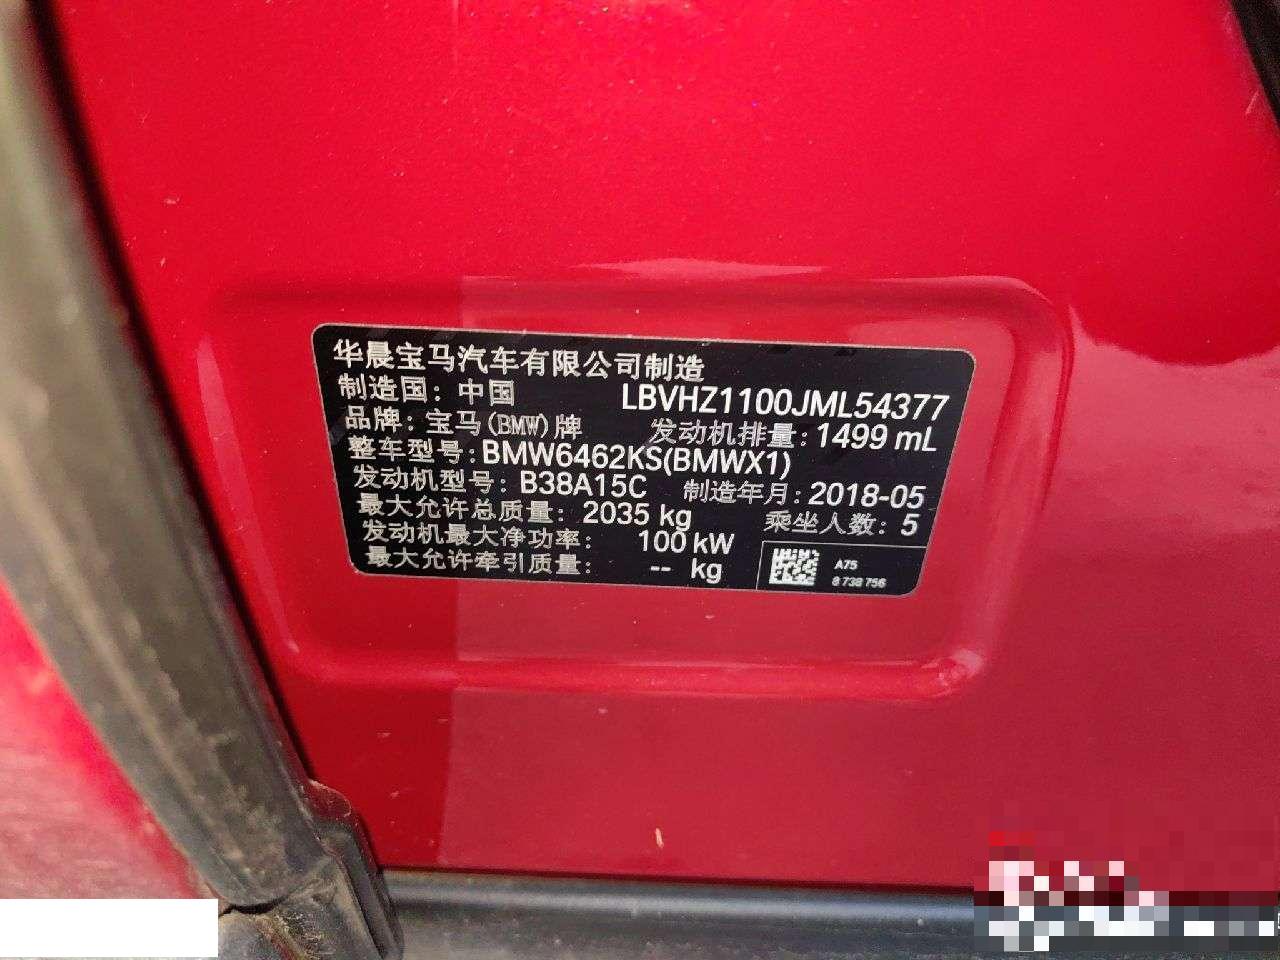 华晨宝马汽车有限公司制造
制造国：中国 LBVHZ1100JML54377
品牌：宝马(BMW)牌 发动机排量：1499 mL
整车型号：BMW6462KS(BMWX1)
发动机型号：B38A15C 制造年月：2018-05
最大允许总质量：2035 kg 乘坐人数：5
发动机最大净功率：100 kW
最大允许牵引质量：-- kg
A75
8 738 756